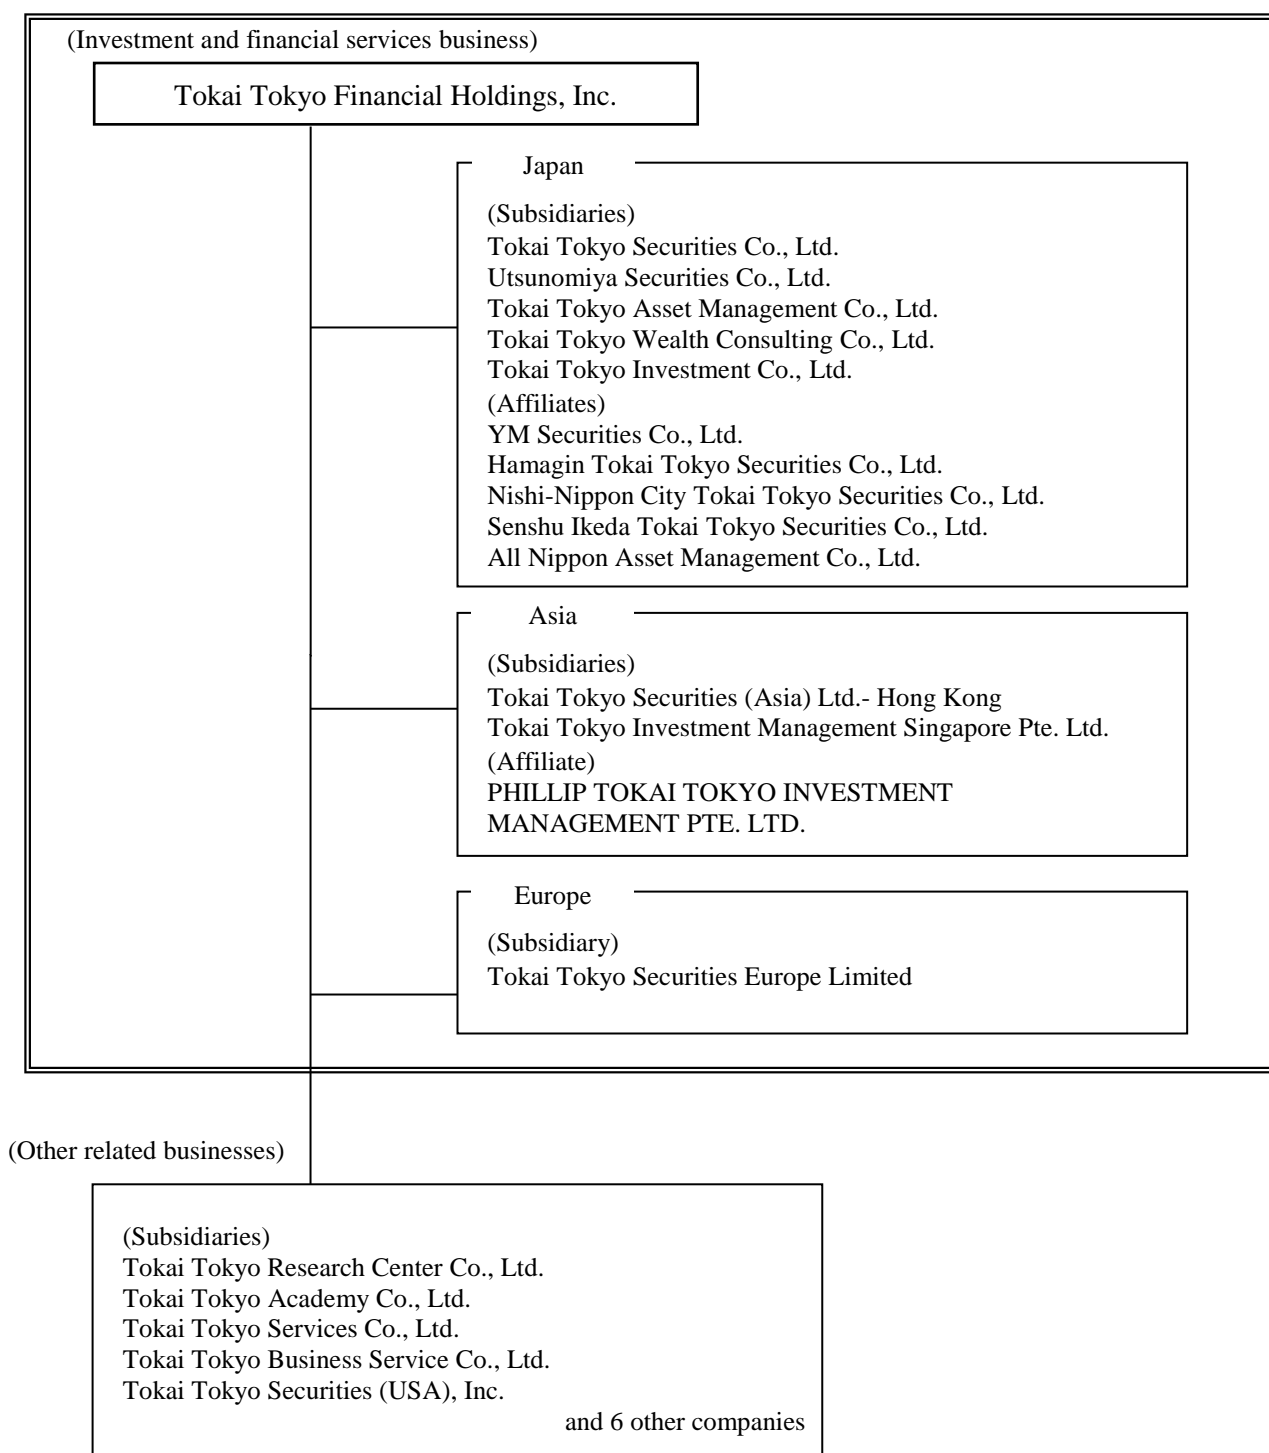 (Investment and financial services business)
Tokai Tokyo Financial Holdings, Inc.
Japan
(Subsidiaries)
Tokai Tokyo Securities Co., Ltd.
Utsunomiya Securities Co., Ltd.
Tokai Tokyo Asset Management Co., Ltd.
Tokai Tokyo Wealth Consulting Co., Ltd.
Tokai Tokyo Investment Co., Ltd.
(Affiliates)
YM Securities Co., Ltd.
Hamagin Tokai Tokyo Securities Co., Ltd.
Nishi-Nippon City Tokai Tokyo Securities Co., Ltd.
Senshu Ikeda Tokai Tokyo Securities Co., Ltd.
All Nippon Asset Management Co., Ltd.
Asia
(Subsidiaries)
Tokai Tokyo Securities (Asia) Ltd.- Hong Kong
Tokai Tokyo Investment Management Singapore Pte. Ltd.
(Affiliate)
PHILLIP TOKAI TOKYO INVESTMENT
MANAGEMENT PTE. LTD.
Europe
(Subsidiary)
Tokai Tokyo Securities Europe Limited
(Other related businesses)
(Subsidiaries)
Tokai Tokyo Research Center Co., Ltd.
Tokai Tokyo Academy Co., Ltd.
Tokai Tokyo Services Co., Ltd.
Tokai Tokyo Business Service Co., Ltd.
Tokai Tokyo Securities (USA), Inc.
and 6 other companies